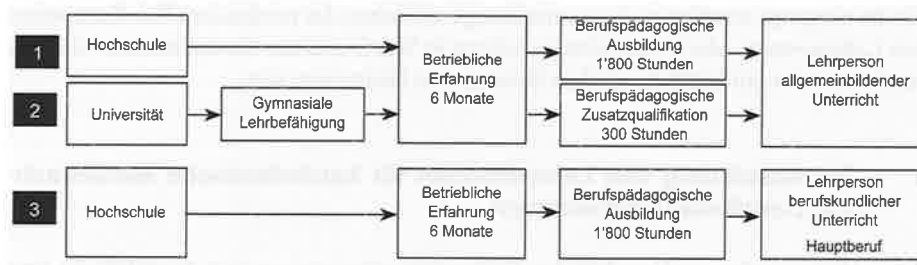 1
Hochschule
Betriebliche
Erfahrung
6 Monate
Berufspädagogische
Ausbildung
1'800 Stunden
Lehrperson
allgemeinbildender
Unterricht
2
Universität
Gymnasiale
Lehrbefähigung
Berufspädagogische
Zusatzqualifikation
300 Stunden
3
Hochschule
Betriebliche
Erfahrung
6 Monate
Berufspädagogische
Ausbildung
1'800 Stunden
Lehrperson
berufskundlicher
Unterricht
Hauptberuf